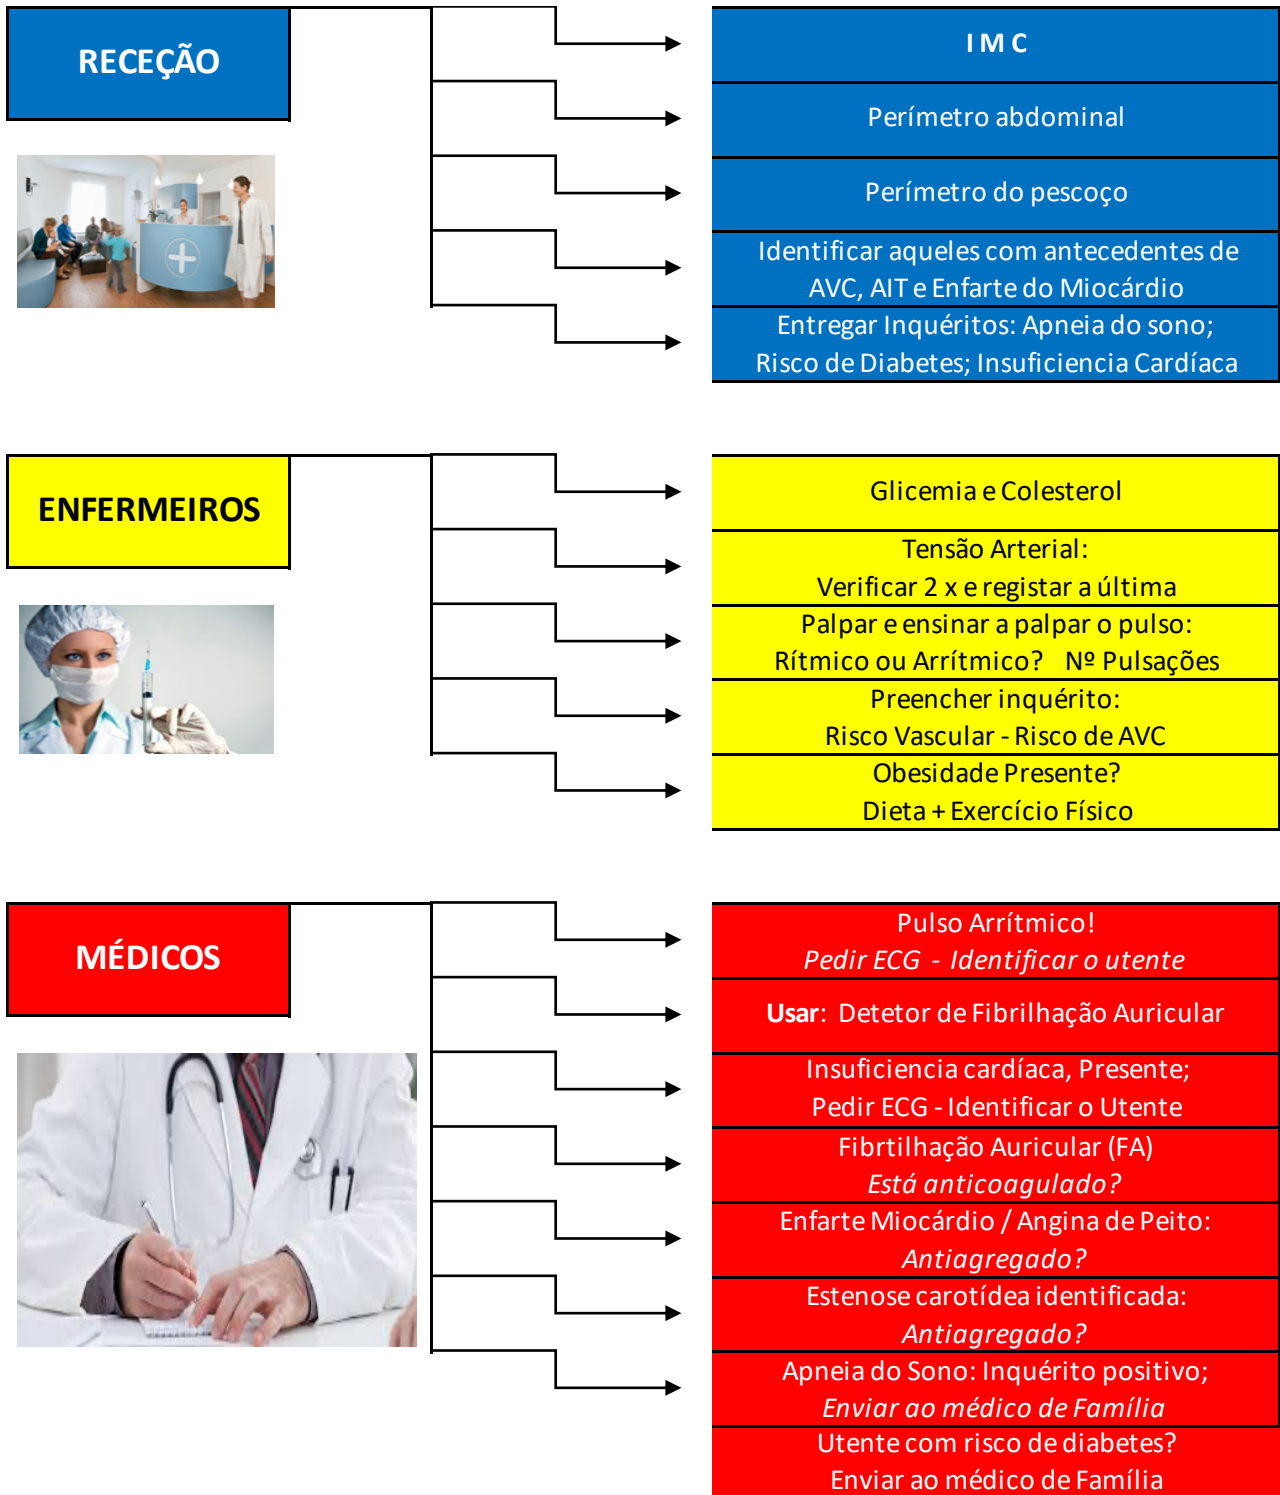 RECEÇÃO
I M C
Perímetro abdominal
Perímetro do pescoço
Identificar aqueles com antecedentes de
AVC, AIT e Enfarte do Miocárdio
Entregar Inquéritos: Apneia do sono;
Risco de Diabetes; Insuficiencia Cardíaca
ENFERMEIROS
Glicemia e Colesterol
Tensão Arterial:
Verificar 2 x e registar a última
Palpar e ensinar a palpar o pulso:
Rítmico ou Arrítmico? Nº Pulsações
Preencher inquérito:
Risco Vascular - Risco de AVC
Obesidade Presente?
Dieta + Exercício Físico
MÉDICOS
Pulso Arrítmico!
Pedir ECG - Identificar o utente
Usar: Detetor de Fibrilhação Auricular
Insuficiencia cardíaca, Presente;
Pedir ECG - Identificar o Utente
Fibrtilhação Auricular (FA)
Está anticoagulado?
Enfarte Miocárdio / Angina de Peito:
Antiagregado?
Estenose carotídea identificada:
Antiagregado?
Apneia do Sono: Inquérito positivo;
Enviar ao médico de Família
Utente com risco de diabetes?
Enviar ao médico de Família